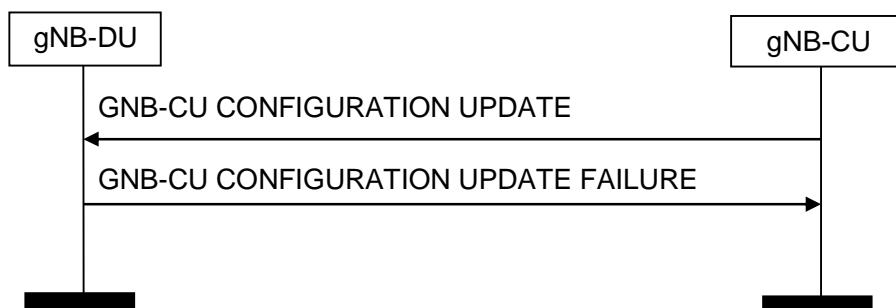 gNB-DU
gNB-CU
GNB-CU CONFIGURATION UPDATE
GNB-CU CONFIGURATION UPDATE FAILURE